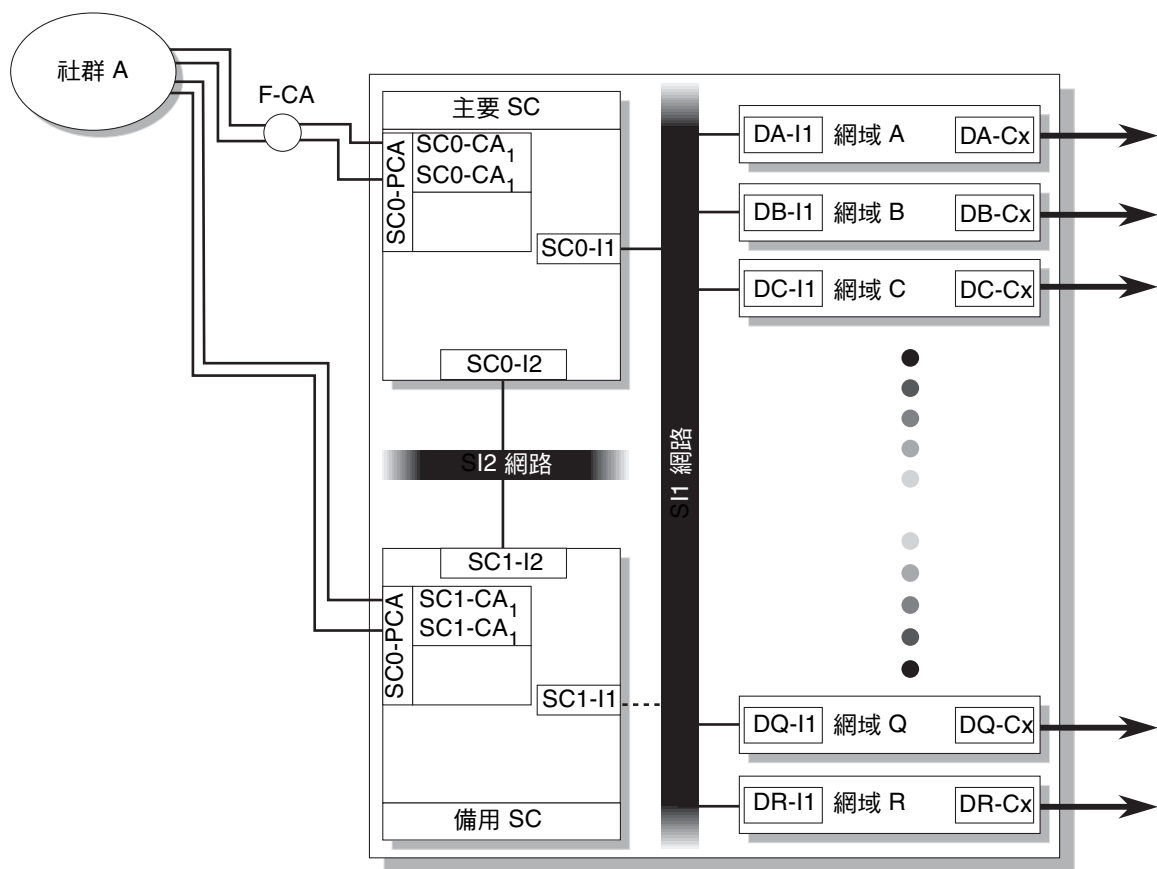 社群 A
F-CA
主要 SC
SC0-PCA
SC0-CA1
SC0-CA1
SC0-I1
SC0-I2
SI2 網路
SC1-I2
SC0-PCA
SC1-CA1
SC1-CA1
SC1-I1
備用 SC
SI1 網路
DA-I1 網域 A DA-Cx
DB-I1 網域 B DB-Cx
DC-I1 網域 C DC-Cx
DQ-I1 網域 Q DQ-Cx
DR-I1 網域 R DR-Cx